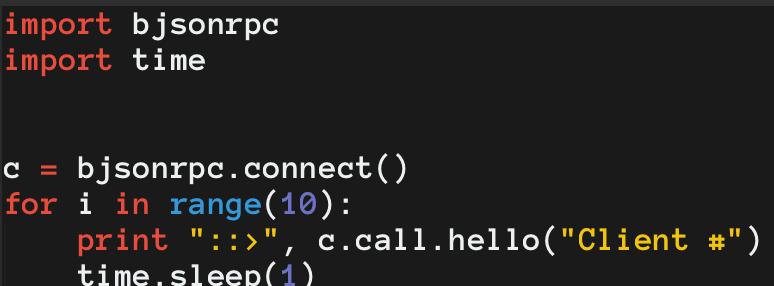 import bjsonrpc
import time
c = bjsonrpc.connect()
for i in range(10):
    print "::>", c.call.hello("Client #")
    time.sleep(1)